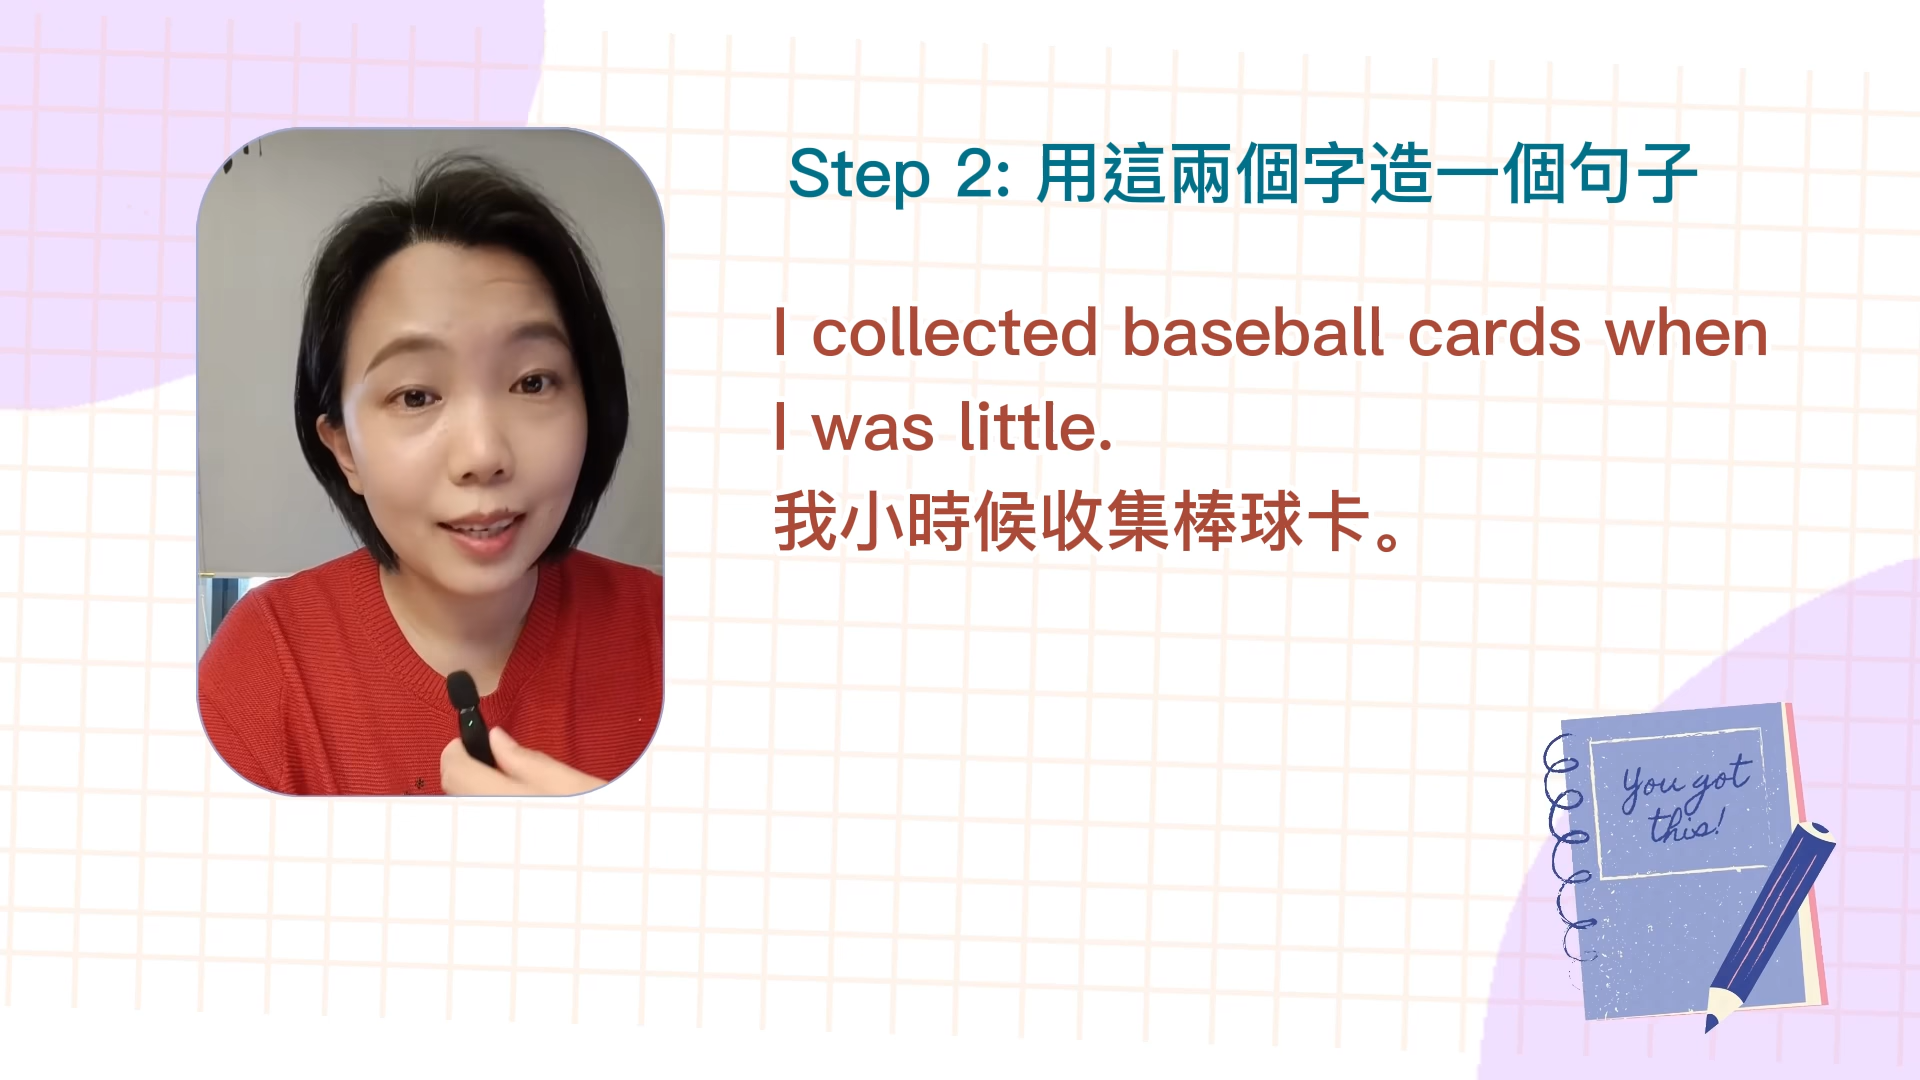 Step 2: 用這兩個字造一個句子
I collected baseball cards when
I was little.
我小時候收集棒球卡。
You got
this!